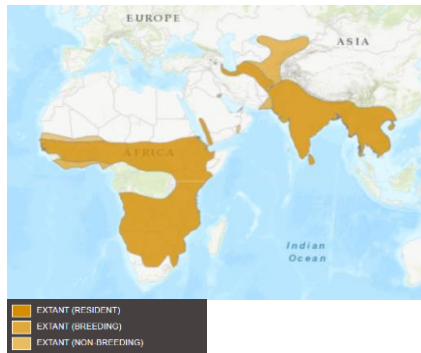 EUROPE
ASIA
AFRICA
Indian
Ocean
EXTANT (RESIDENT)
EXTANT (BREEDING)
EXTANT (NON-BREEDING)